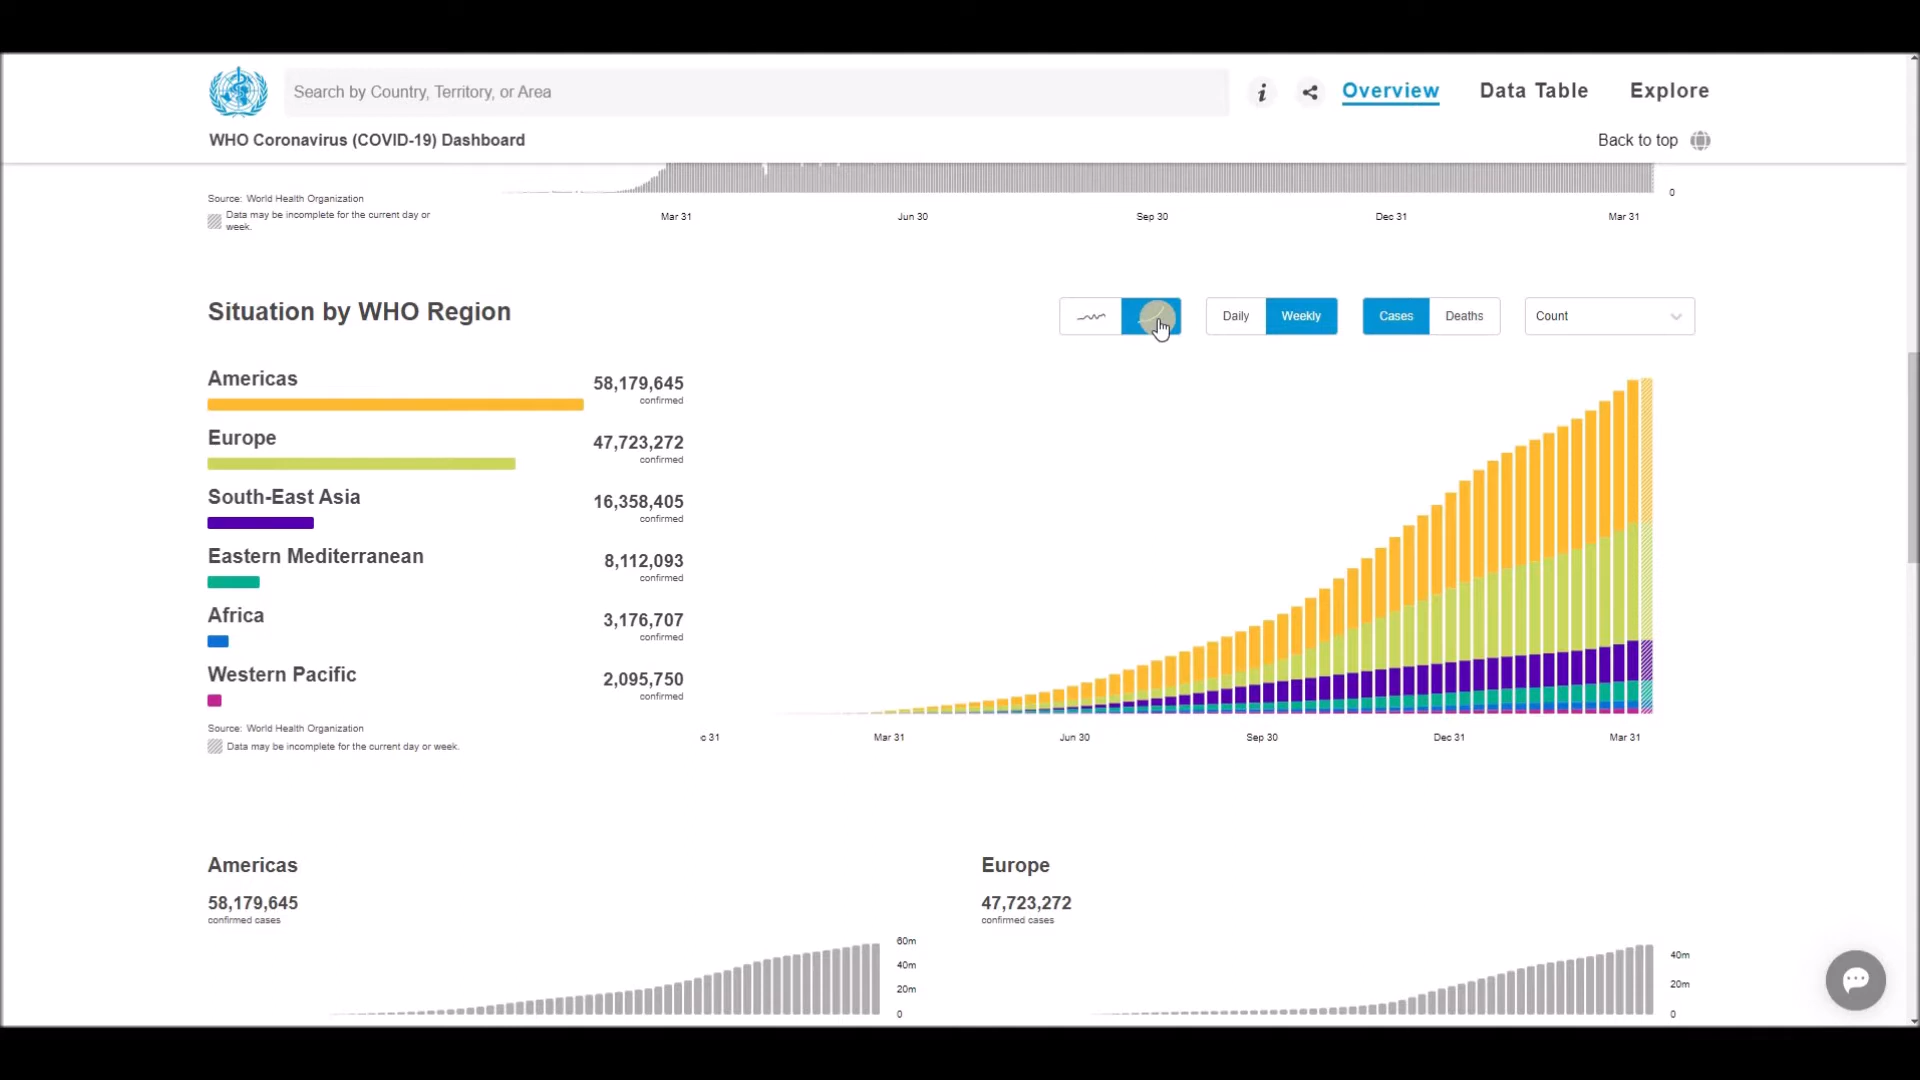 Search by Country, Territory, or Area
i
Overview
Data Table
Explore
WHO Coronavirus (COVID-19) Dashboard
Back to top
0
Source: World Health Organization
Data may be incomplete for the current day or
week.
Mar 31
Jun 30
Sep 30
Dec 31
Mar 31
Situation by WHO Region
Daily
Weekly
Cases
Deaths
Count
Americas
58,179,645
confirmed
Europe
47,723,272
confirmed
South-East Asia
16,358,405
confirmed
Eastern Mediterranean
8,112,093
confirmed
Africa
3,176,707
confirmed
Western Pacific
2,095,750
confirmed
Source: World Health Organization
Data may be incomplete for the current day or week.
c 31
Mar 31
Jun 30
Sep 30
Dec 31
Mar 31
Americas
58,179,645
confirmed cases
60m
40m
20m
0
Europe
47,723,272
confirmed cases
40m
20m
0